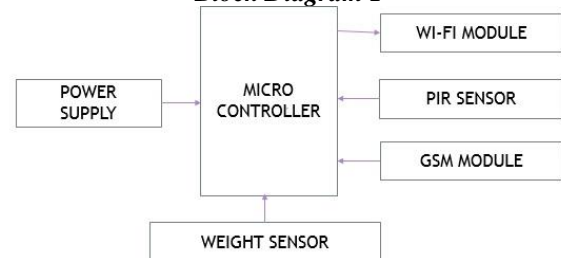 Block Diagram 1
WI-FI MODULE
POWER
SUPPLY
MICRO
CONTROLLER
PIR SENSOR
GSM MODULE
WEIGHT SENSOR